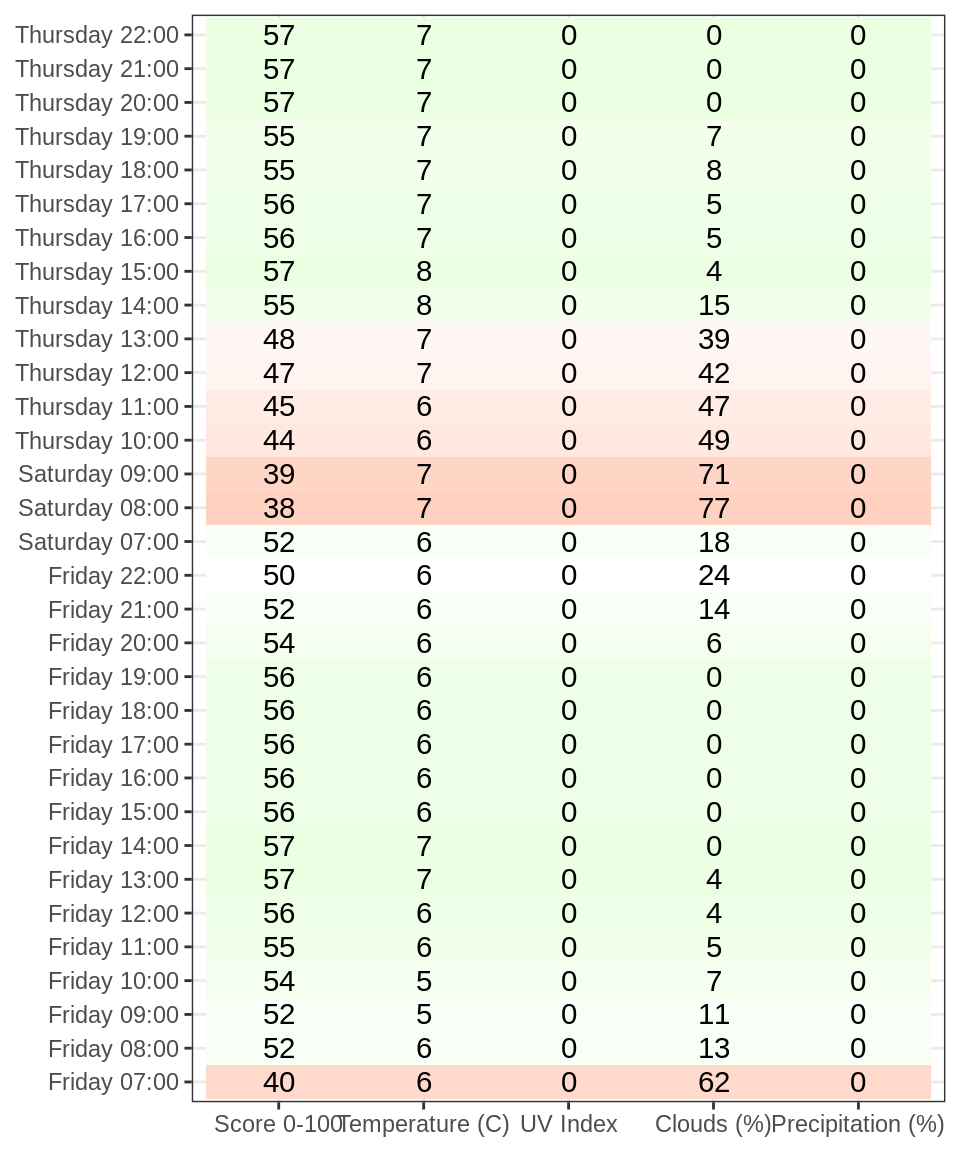 Thursday 22:00 57 7 0 0 0
Thursday 21:00 57 7 0 0 0
Thursday 20:00 57 7 0 0 0
Thursday 19:00 55 7 0 7 0
Thursday 18:00 55 7 0 8 0
Thursday 17:00 56 7 0 5 0
Thursday 16:00 56 7 0 5 0
Thursday 15:00 57 8 0 4 0
Thursday 14:00 55 8 0 15 0
Thursday 13:00 48 7 0 39 0
Thursday 12:00 47 7 0 42 0
Thursday 11:00 45 6 0 47 0
Thursday 10:00 44 6 0 49 0
Saturday 09:00 39 7 0 71 0
Saturday 08:00 38 7 0 77 0
Saturday 07:00 52 6 0 18 0
Friday 22:00 50 6 0 24 0
Friday 21:00 52 6 0 14 0
Friday 20:00 54 6 0 6 0
Friday 19:00 56 6 0 0 0
Friday 18:00 56 6 0 0 0
Friday 17:00 56 6 0 0 0
Friday 16:00 56 6 0 0 0
Friday 15:00 56 6 0 0 0
Friday 14:00 57 7 0 0 0
Friday 13:00 57 7 0 4 0
Friday 12:00 56 6 0 4 0
Friday 11:00 55 6 0 5 0
Friday 10:00 54 5 0 7 0
Friday 09:00 52 5 0 11 0
Friday 08:00 52 6 0 13 0
Friday 07:00 40 6 0 62 0
Score 0-100 Temperature (C) UV Index Clouds (%) Precipitation (%)